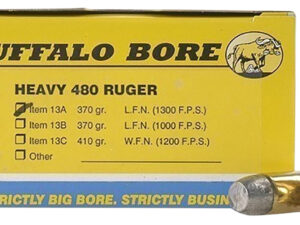 UFFALO BORE
HEAVY 480 RUGER
Item 13A 370 gr. L.F.N. (1300 F.P.S.)
Item 13B 370 gr. L.F.N. (1000 F.P.S.)
Item 13C 410 gr. W.F.N. (1200 F.P.S.)
Other
RICTLY BIG BORE. STRICTLY BUSIN